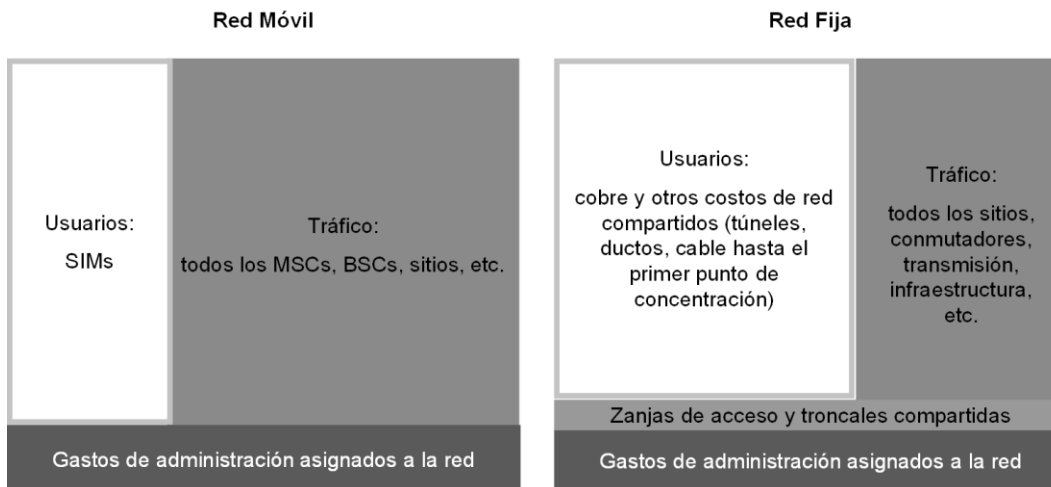 Red Móvil
Usuarios:
SIMs
Tráfico:
todos los MSCs, BSCs, sitios, etc.
Gastos de administración asignados a la red
Red Fija
Usuarios:
cobre y otros costos de red
compartidos (túneles,
ductos, cable hasta el
primer punto de
concentración)
Tráfico:
todos los sitios,
conmutadores,
transmisión,
infraestructura,
etc.
Zanjas de acceso y troncales compartidas
Gastos de administración asignados a la red